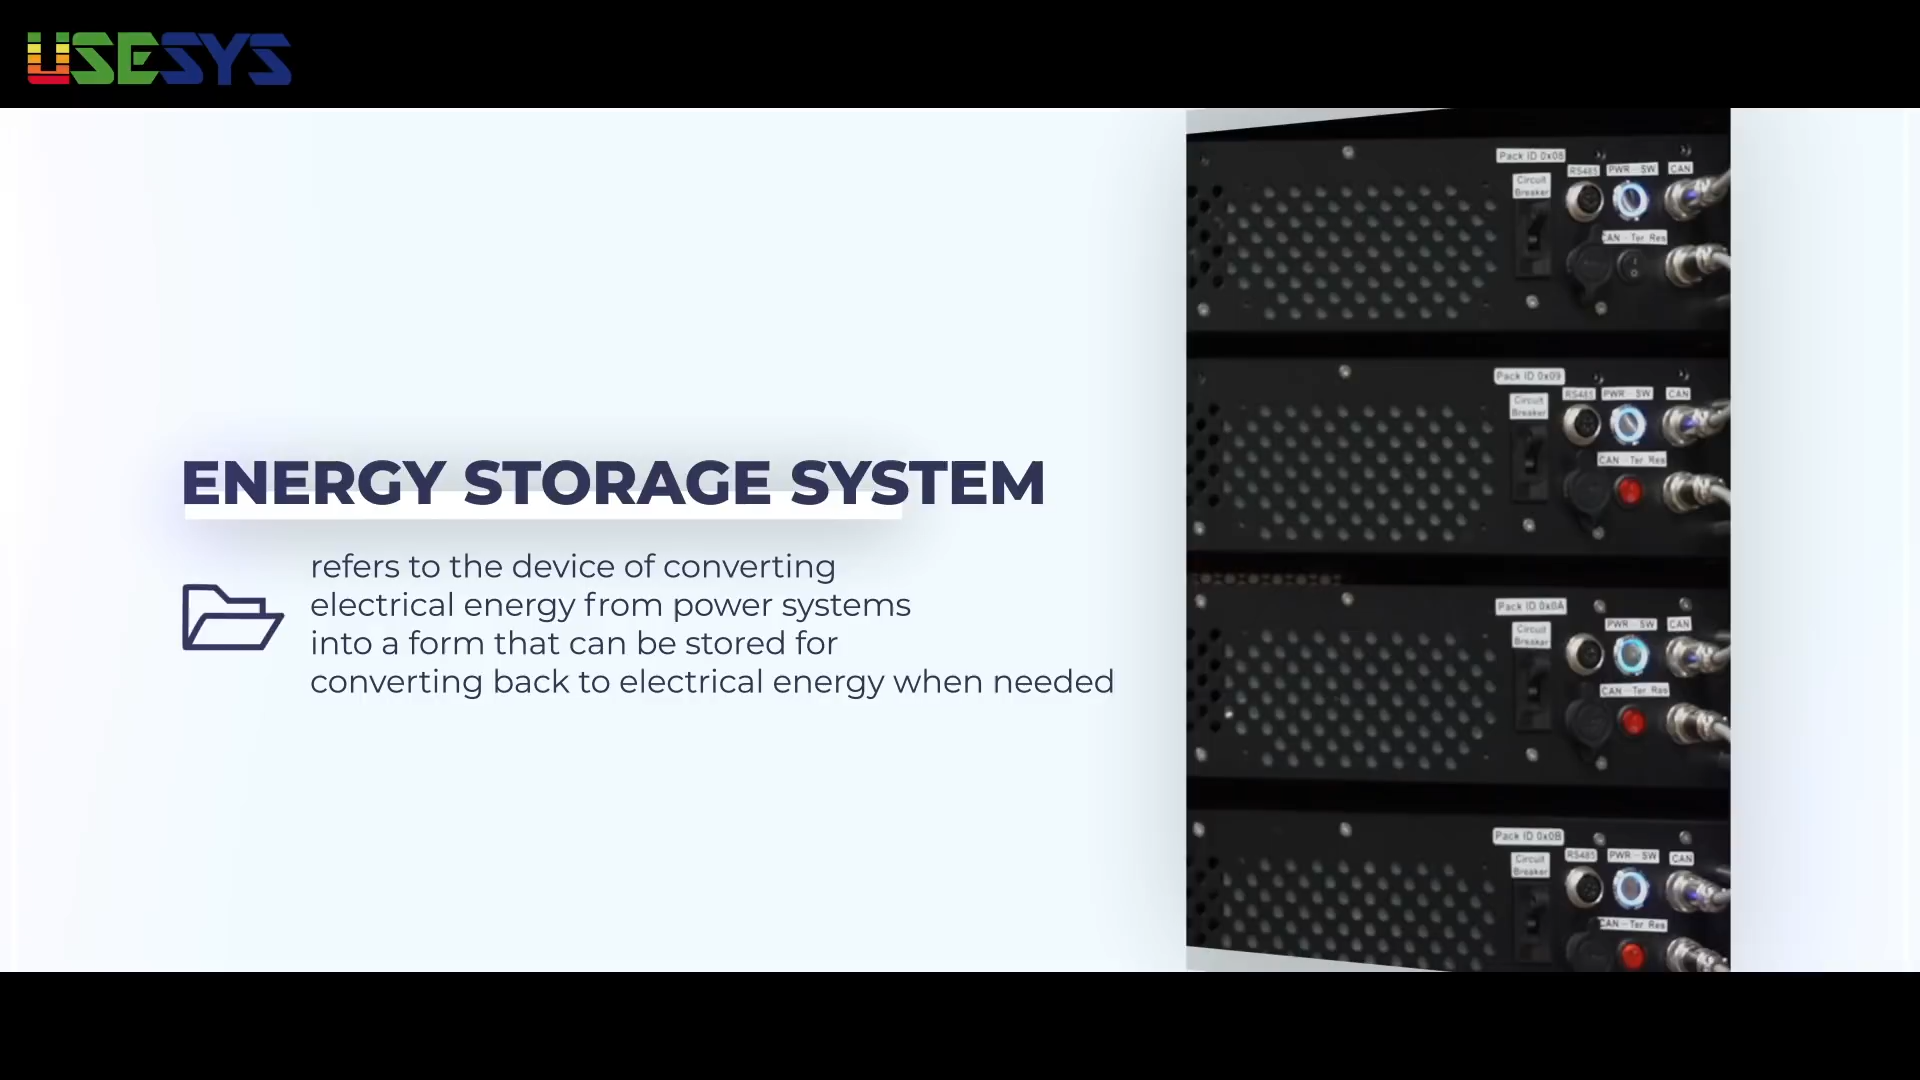 USESYS
ENERGY STORAGE SYSTEM
refers to the device of converting
electrical energy from power systems
into a form that can be stored for
converting back to electrical energy when needed
Pack ID 0x08
Circuit
Breaker
RS485
PWR-SW
CAN
CAN-Ter Res
Pack ID 0x09
Circuit
Breaker
RS485
PWR-SW
CAN
CAN-Ter Res
Pack ID 0x0A
Circuit
Breaker
PWR-SW
CAN
CAN-Ter Res
Pack ID 0x0B
Circuit
Breaker
RS485
PWR-SW
CAN
CAN-Ter Res